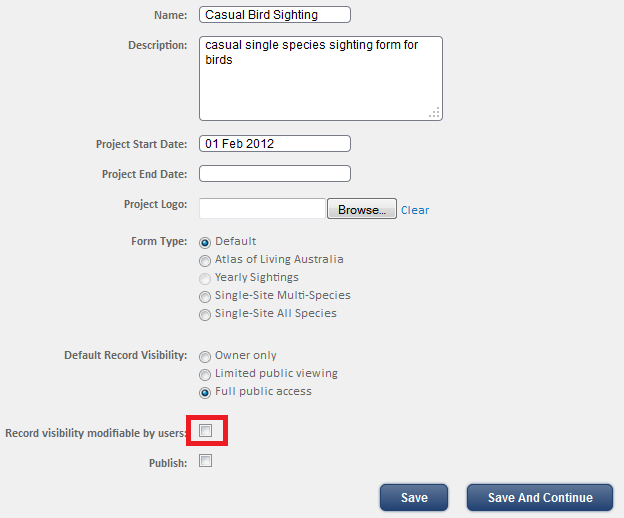 Name: Casual Bird Sighting
Description: casual single species sighting form for
birds
Project Start Date: 01 Feb 2012
Project End Date:
Project Logo: Browse... Clear
Form Type: Default
Atlas of Living Australia
Yearly Sightings
Single-Site Multi-Species
Single-Site All Species
Default Record Visibility: Owner only
Limited public viewing
Full public access
Record visibility modifiable by users:
Publish:
Save Save And Continue